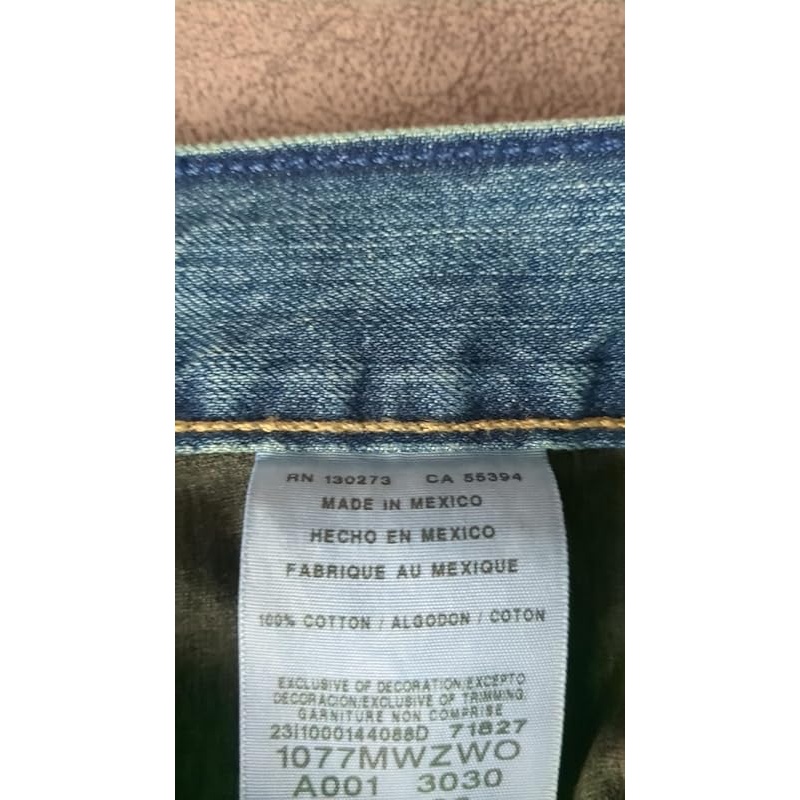 RN 130273 CA 55394
MADE IN MEXICO
HECHO EN MEXICO
FABRIQUE AU MEXIQUE
100% COTTON / ALGODON / COTON
EXCLUSIVE OF DECORATION/EXCEPTO
DECORACION/EXCLUSIVE OF TRIMMING
GARNITURE NON COMPRISE
23I1000144088D 71827
1077MWZWO
A001 3030